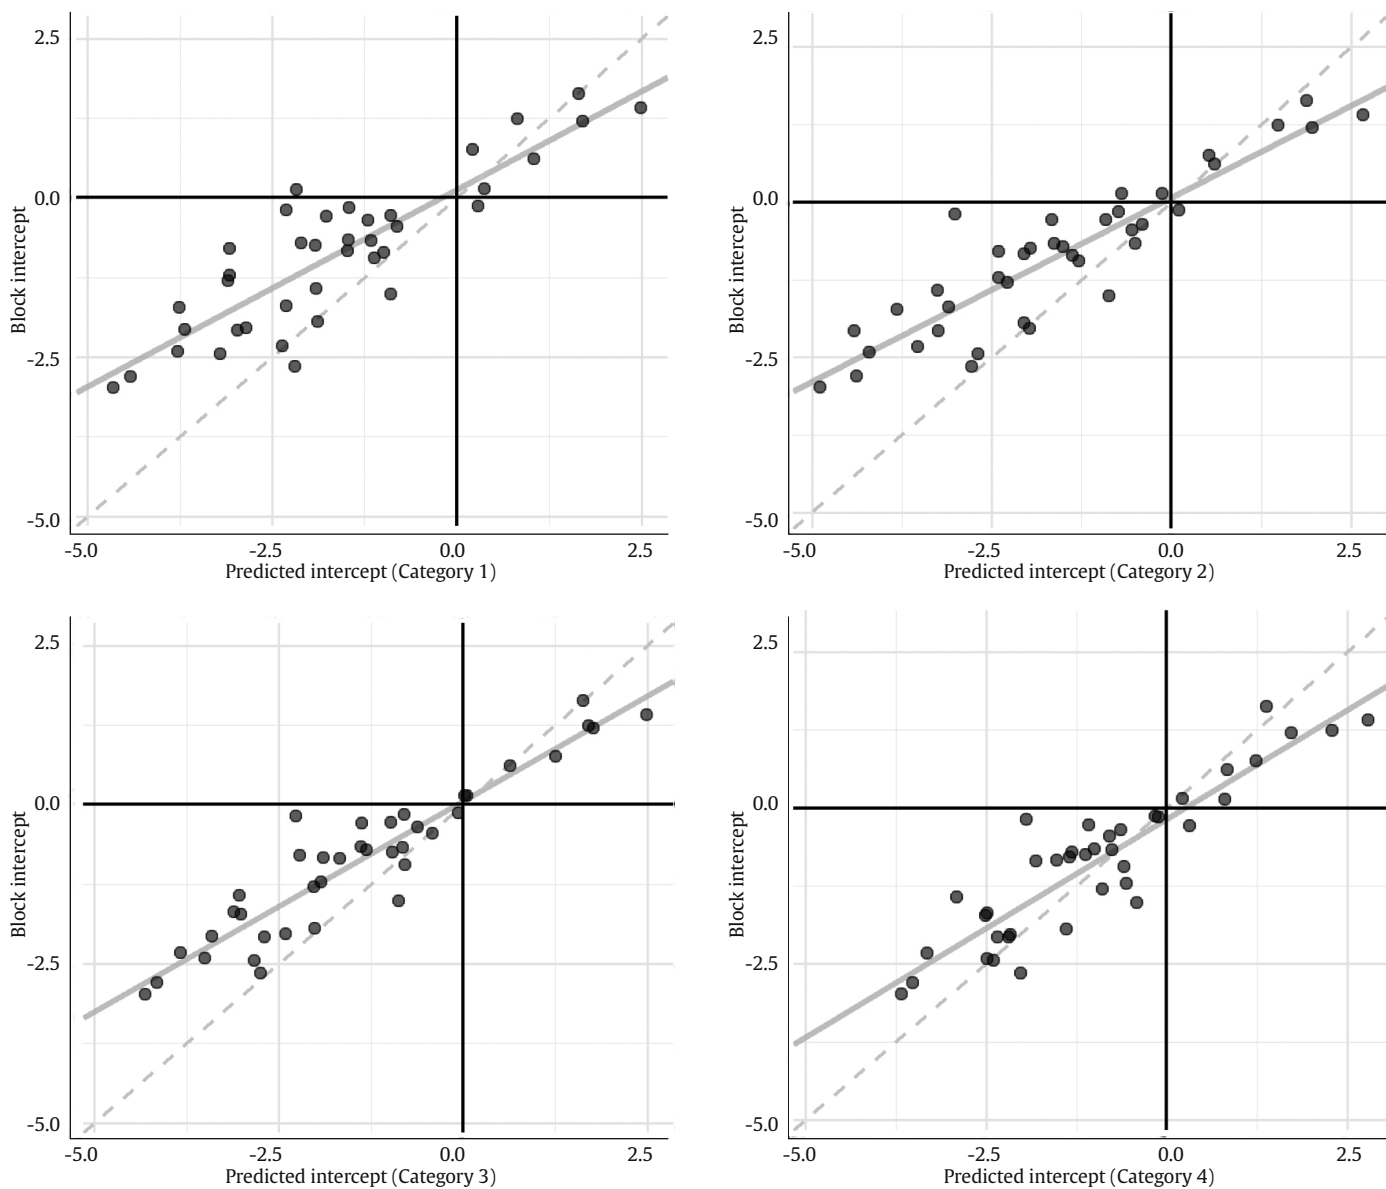 2.5
0.0
-2.5
-5.0
Block intercept
-5.0 -2.5 0.0 2.5
Predicted intercept (Category 1)
2.5
0.0
-2.5
-5.0
Block intercept
-5.0 -2.5 0.0 2.5
Predicted intercept (Category 2)
2.5
0.0
-2.5
-5.0
Block intercept
-5.0 -2.5 0.0 2.5
Predicted intercept (Category 3)
2.5
0.0
-2.5
-5.0
Block intercept
-5.0 -2.5 0.0 2.5
Predicted intercept (Category 4)